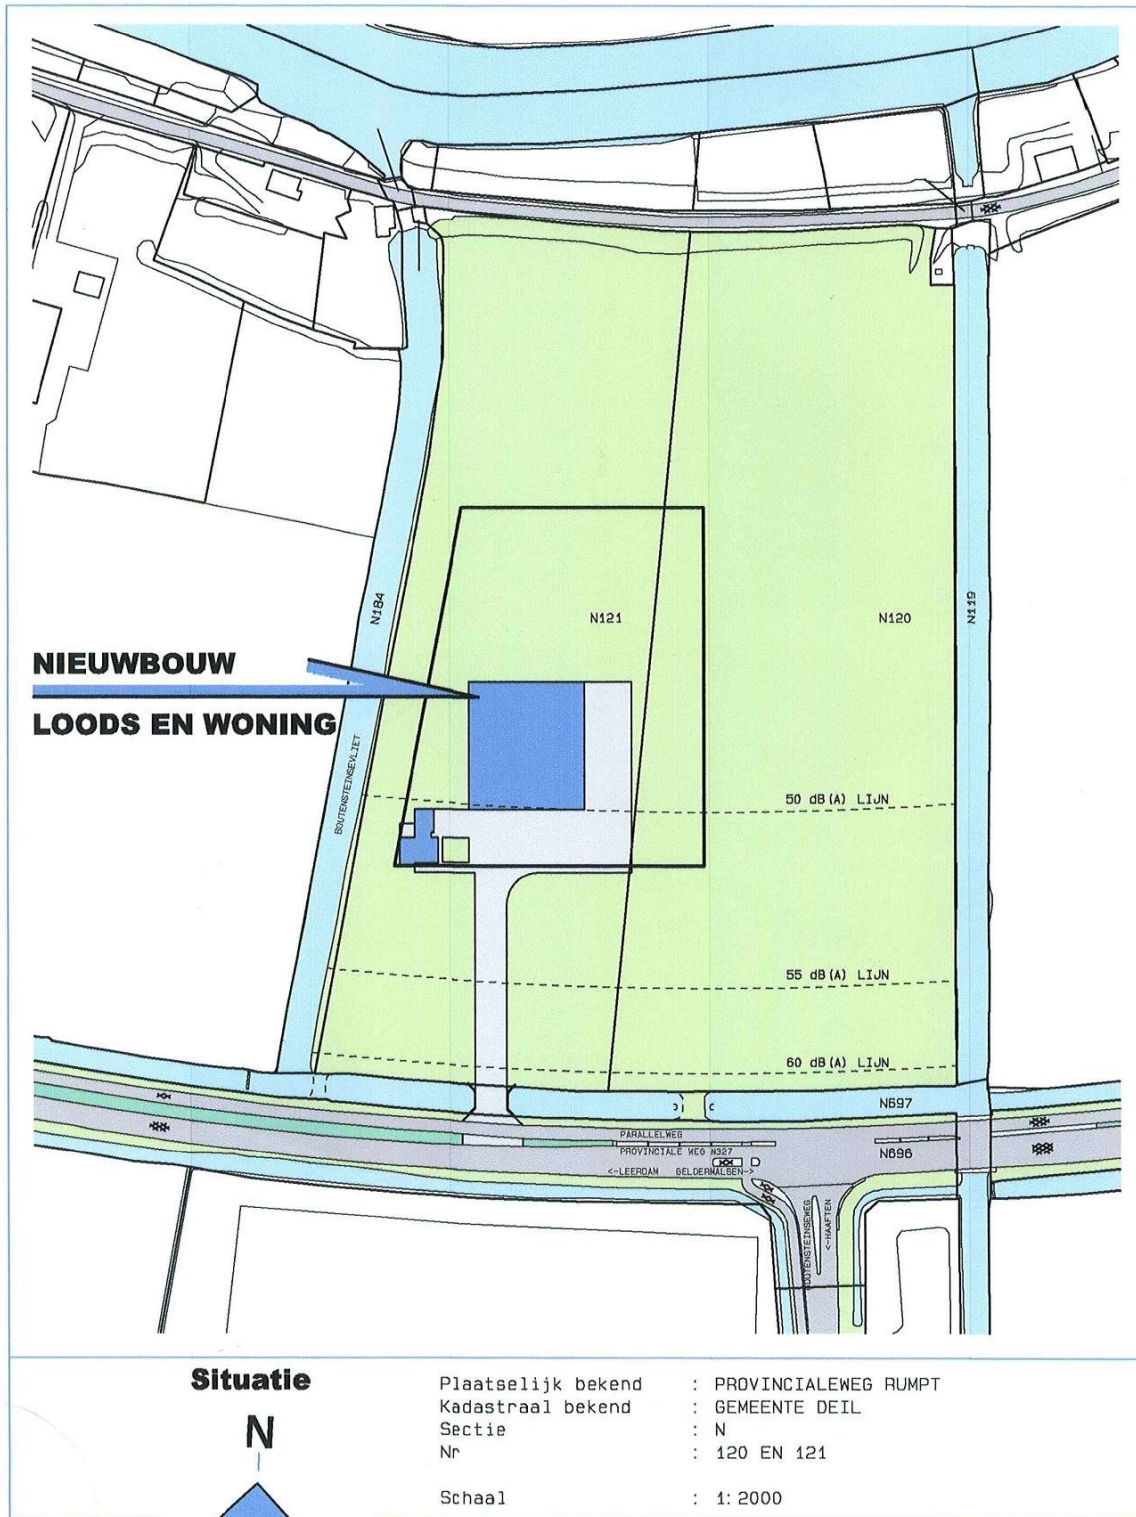 NIEUWBOUW
LOODS EN WONING
N184
N121
N120
N119
BOUTENSTEINSEVLIET
50 dB(A) LIJN
55 dB(A) LIJN
60 dB(A) LIJN
N697
PARALLELWEG
PROVINCIALE WEG N327
N696
<-LEERDAM GELDERMALSEN->
BOUTENSTEINSEWEG
<-HAAFTEN
Situatie
N
Plaatselijk bekend : PROVINCIALEWEG RUMPT
Kadastraal bekend : GEMEENTE DEIL
Sectie : N
Nr : 120 EN 121
Schaal : 1:2000